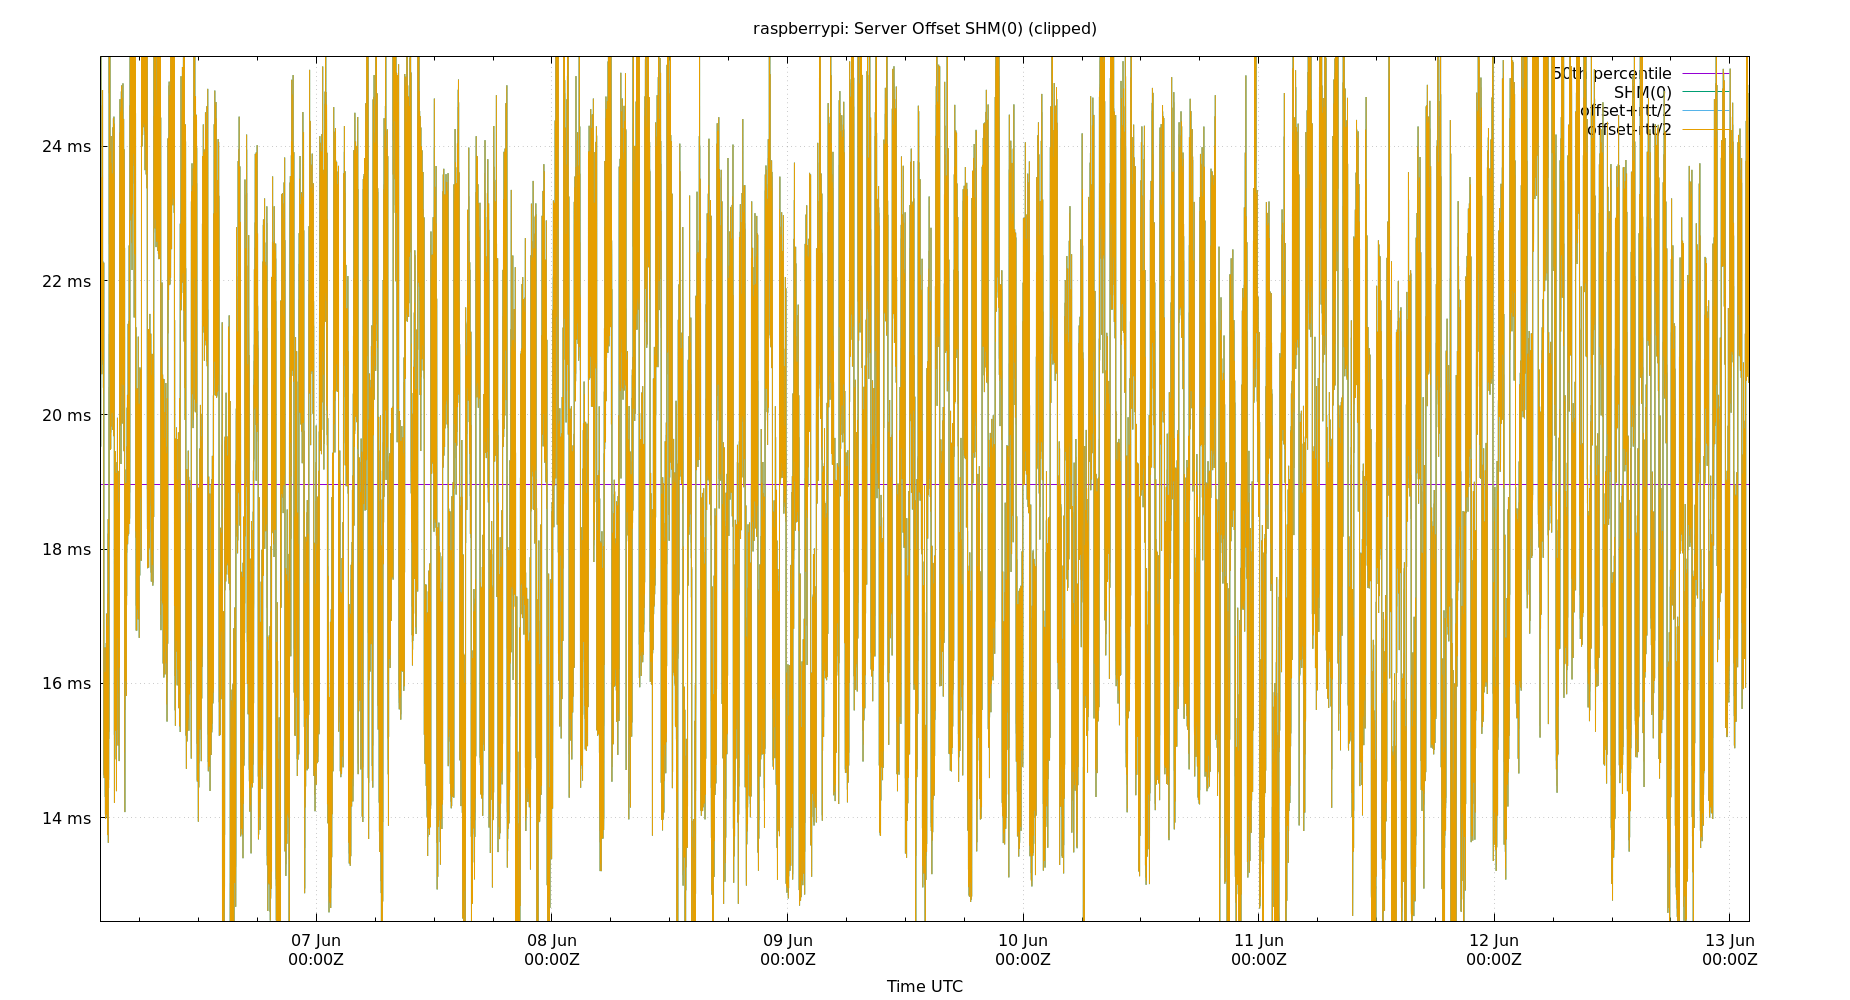 raspberrypi: Server Offset SHM(0) (clipped)
50th percentile
SHM(0)
offset+rtt/2
offset-rtt/2
24 ms
22 ms
20 ms
18 ms
16 ms
14 ms
07 Jun 08 Jun 09 Jun 10 Jun 11 Jun 12 Jun 13 Jun
00:00Z 00:00Z 00:00Z 00:00Z 00:00Z 00:00Z 00:00Z
Time UTC